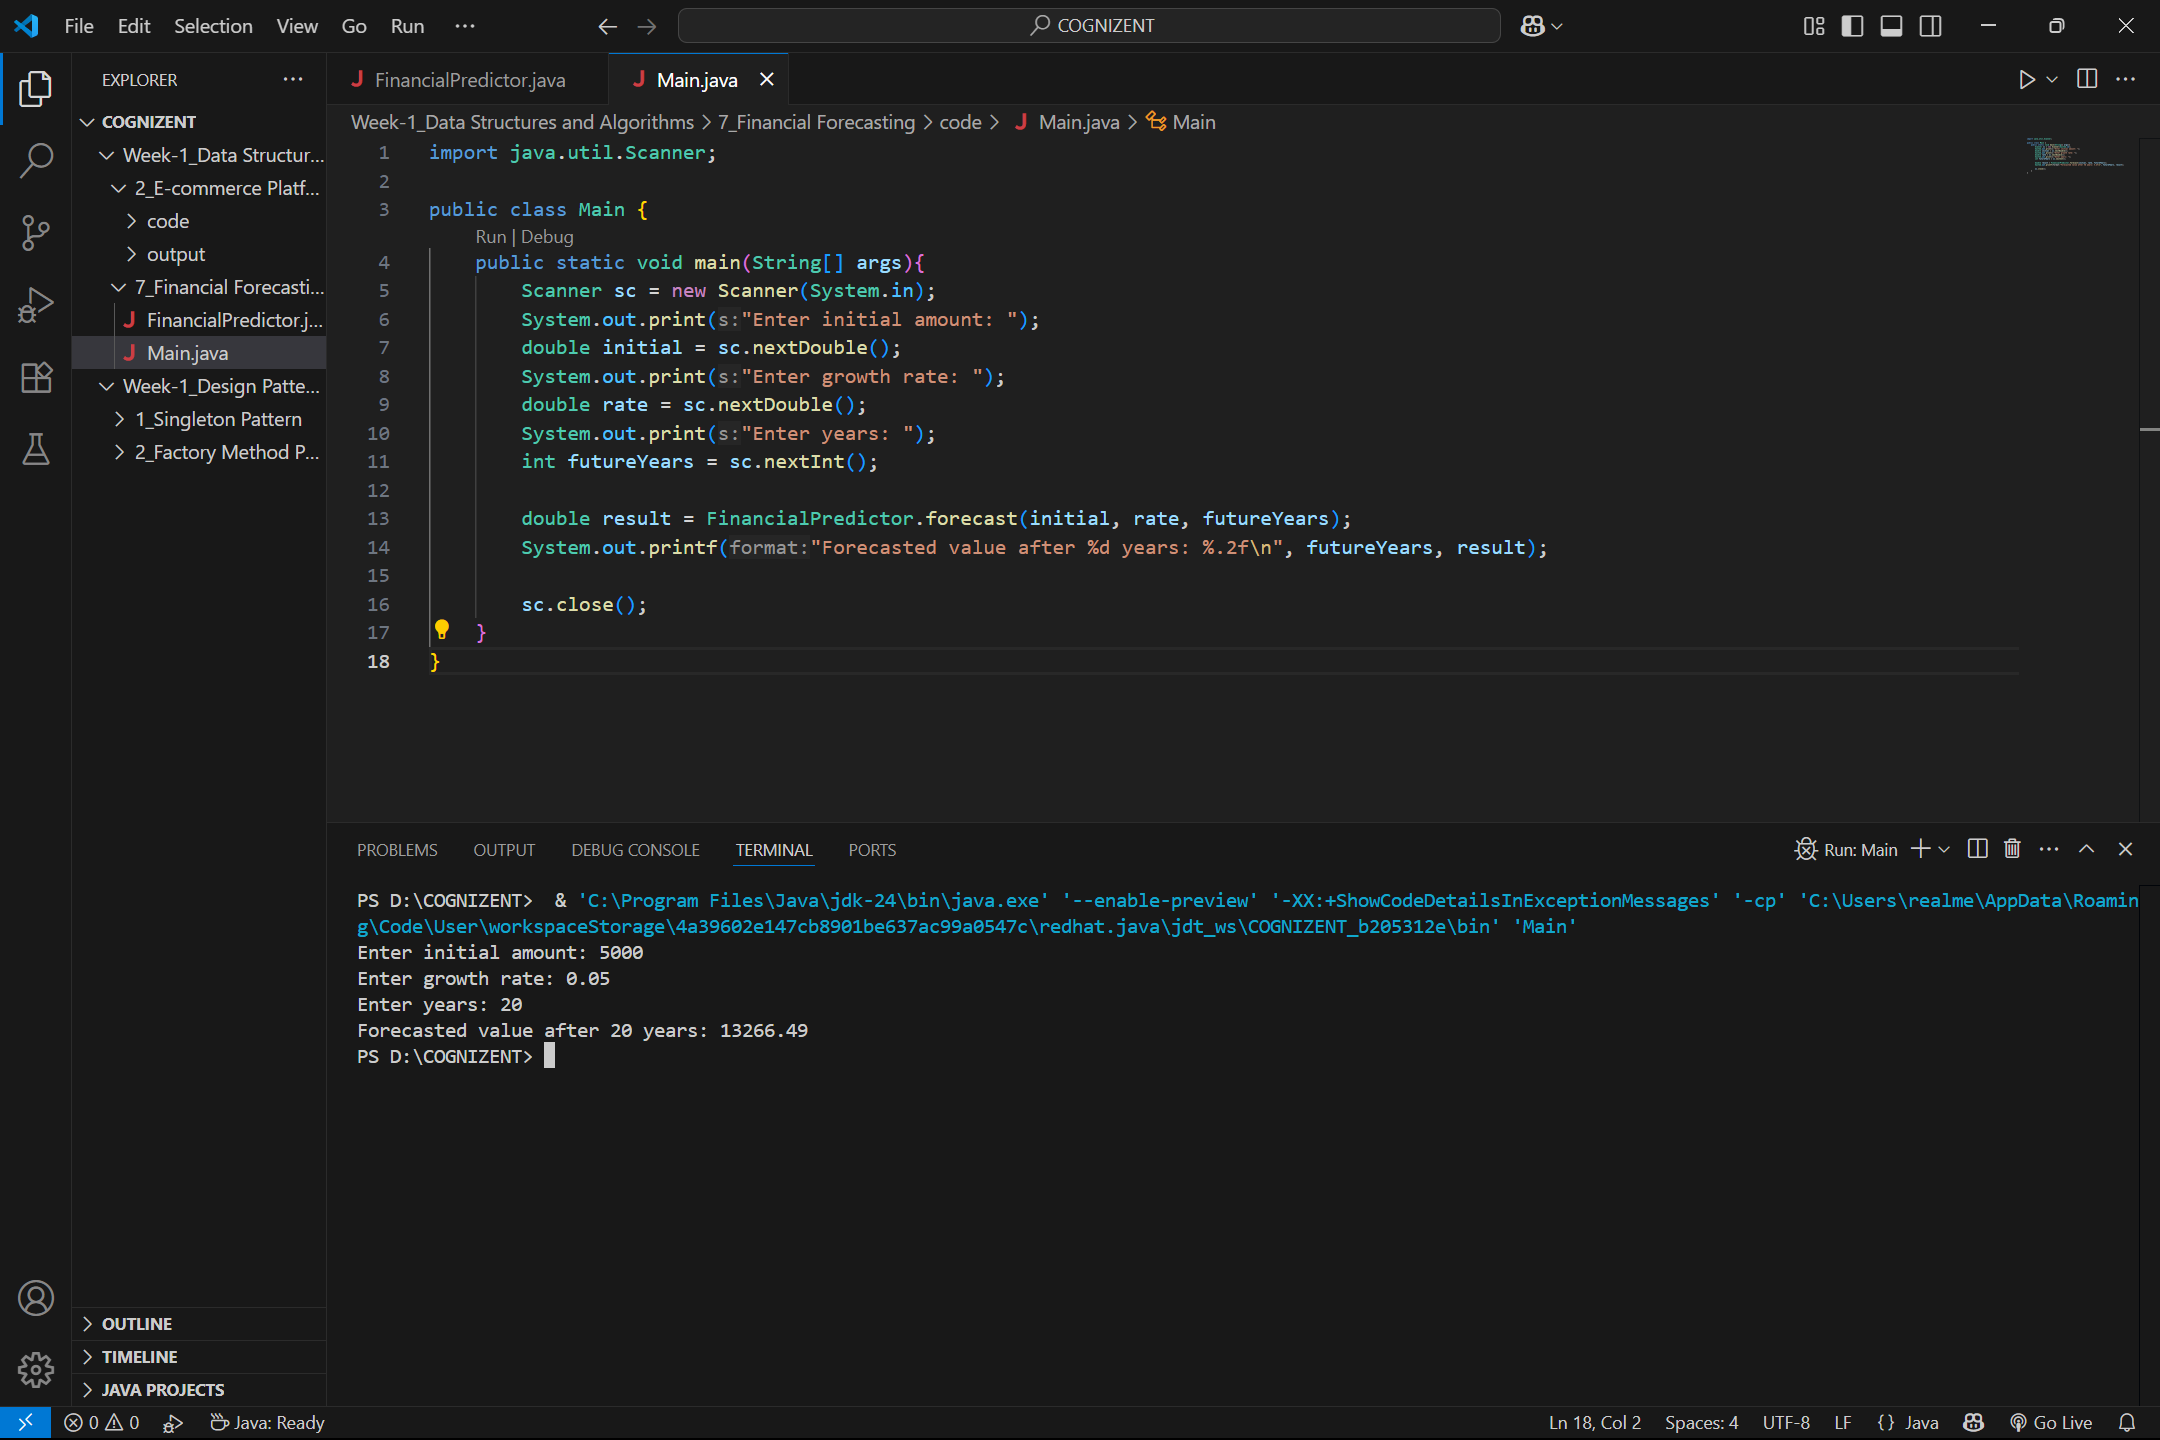 File Edit Selection View Go Run ··· COGNIZENT
EXPLORER ···
COGNIZENT
Week-1_Data Structur...
2_E-commerce Platf...
code
output
7_Financial Forecasti...
FinancialPredictor.j...
Main.java
Week-1_Design Patte...
1_Singleton Pattern
2_Factory Method P...
OUTLINE
TIMELINE
JAVA PROJECTS
FinancialPredictor.java Main.java
Week-1_Data Structures and Algorithms > 7_Financial Forecasting > code > Main.java > Main
1 import java.util.Scanner;
2
3 public class Main {
Run | Debug
4 public static void main(String[] args){
5 Scanner sc = new Scanner(System.in);
6 System.out.print(s:"Enter initial amount: ");
7 double initial = sc.nextDouble();
8 System.out.print(s:"Enter growth rate: ");
9 double rate = sc.nextDouble();
10 System.out.print(s:"Enter years: ");
11 int futureYears = sc.nextInt();
12
13 double result = FinancialPredictor.forecast(initial, rate, futureYears);
14 System.out.printf(format:"Forecasted value after %d years: %.2f\n", futureYears, result);
15
16 sc.close();
17 }
18 }
PROBLEMS OUTPUT DEBUG CONSOLE TERMINAL PORTS Run: Main
PS D:\COGNIZENT>  & 'C:\Program Files\Java\jdk-24\bin\java.exe' '--enable-preview' '-XX:+ShowCodeDetailsInExceptionMessages' '-cp' 'C:\Users\realme\AppData\Roamin
g\Code\User\workspaceStorage\4a39602e147cb8901be637ac99a0547c\redhat.java\jdt_ws\COGNIZENT_b205312e\bin' 'Main'
Enter initial amount: 5000
Enter growth rate: 0.05
Enter years: 20
Forecasted value after 20 years: 13266.49
PS D:\COGNIZENT>
0 0 Java: Ready Ln 18, Col 2 Spaces: 4 UTF-8 LF {} Java Go Live